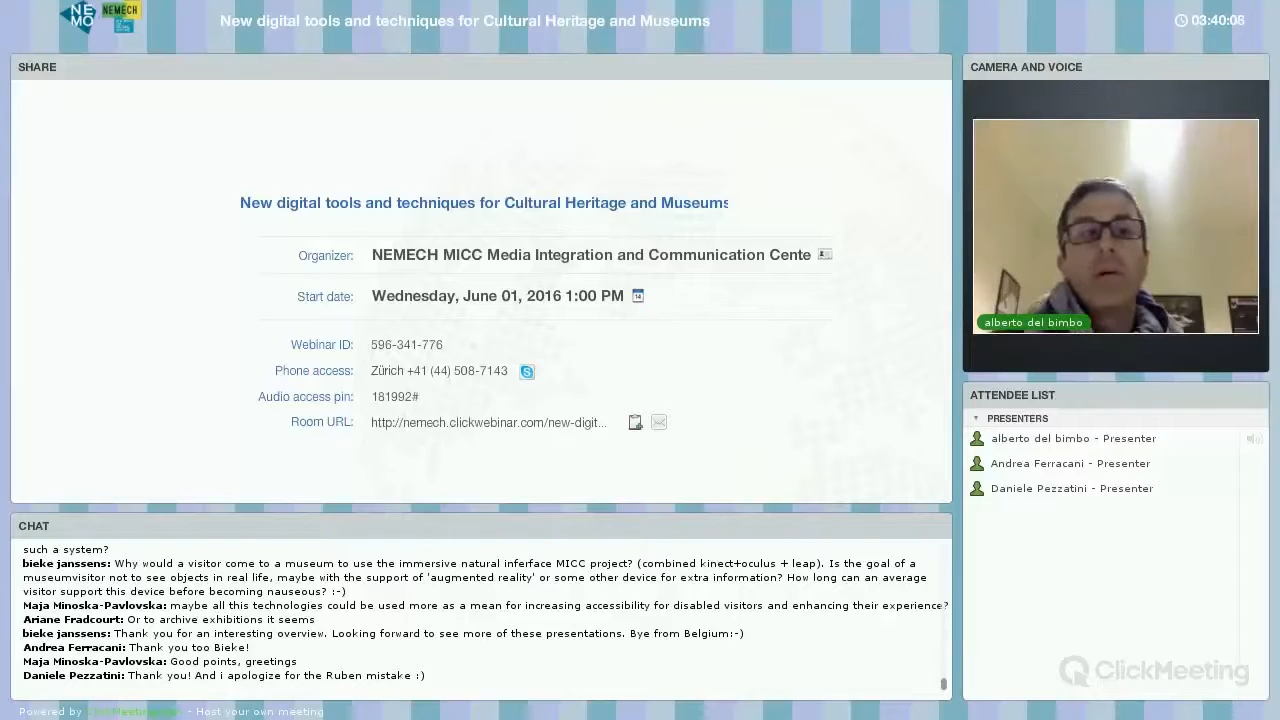 NE
MO
NEMECH
New digital tools and techniques for Cultural Heritage and Museums
03:40:06
SHARE
New digital tools and techniques for Cultural Heritage and Museums
Organizer: NEMECH MICC Media Integration and Communication Cente
Start date: Wednesday, June 01, 2016 1:00 PM
14
Webinar ID: 596-341-776
Phone access: Zürich +41 (44) 508-7143
Audio access pin: 181992#
Room URL: http://nemech.clickwebinar.com/new-digit...
CAMERA AND VOICE
alberto del bimbo
ATTENDEE LIST
PRESENTERS
alberto del bimbo - Presenter
Andrea Ferracani - Presenter
Daniele Pezzatini - Presenter
CHAT
such a system?
bieke janssens: Why would a visitor come to a museum to use the immersive natural inferface MICC project? (combined kinect+oculus + leap). Is the goal of a
museumvisitor not to see objects in real life, maybe with the support of 'augmented reality' or some other device for extra information? How long can an average
visitor support this device before becoming nauseous? :-)
Maja Minoska-Pavlovska: maybe all this technologies could be used more as a mean for increasing accessibility for disabled visitors and enhancing their experience?
Ariane Fradcourt: Or to archive exhibitions it seems
bieke janssens: Thank you for an interesting overview. Looking forward to see more of these presentations. Bye from Belgium:-)
Andrea Ferracani: Thank you too Bieke!
Maja Minoska-Pavlovska: Good points, greetings
Daniele Pezzatini: Thank you! And i apologize for the Ruben mistake :)
ClickMeeting
Powered by - Host your own meeting